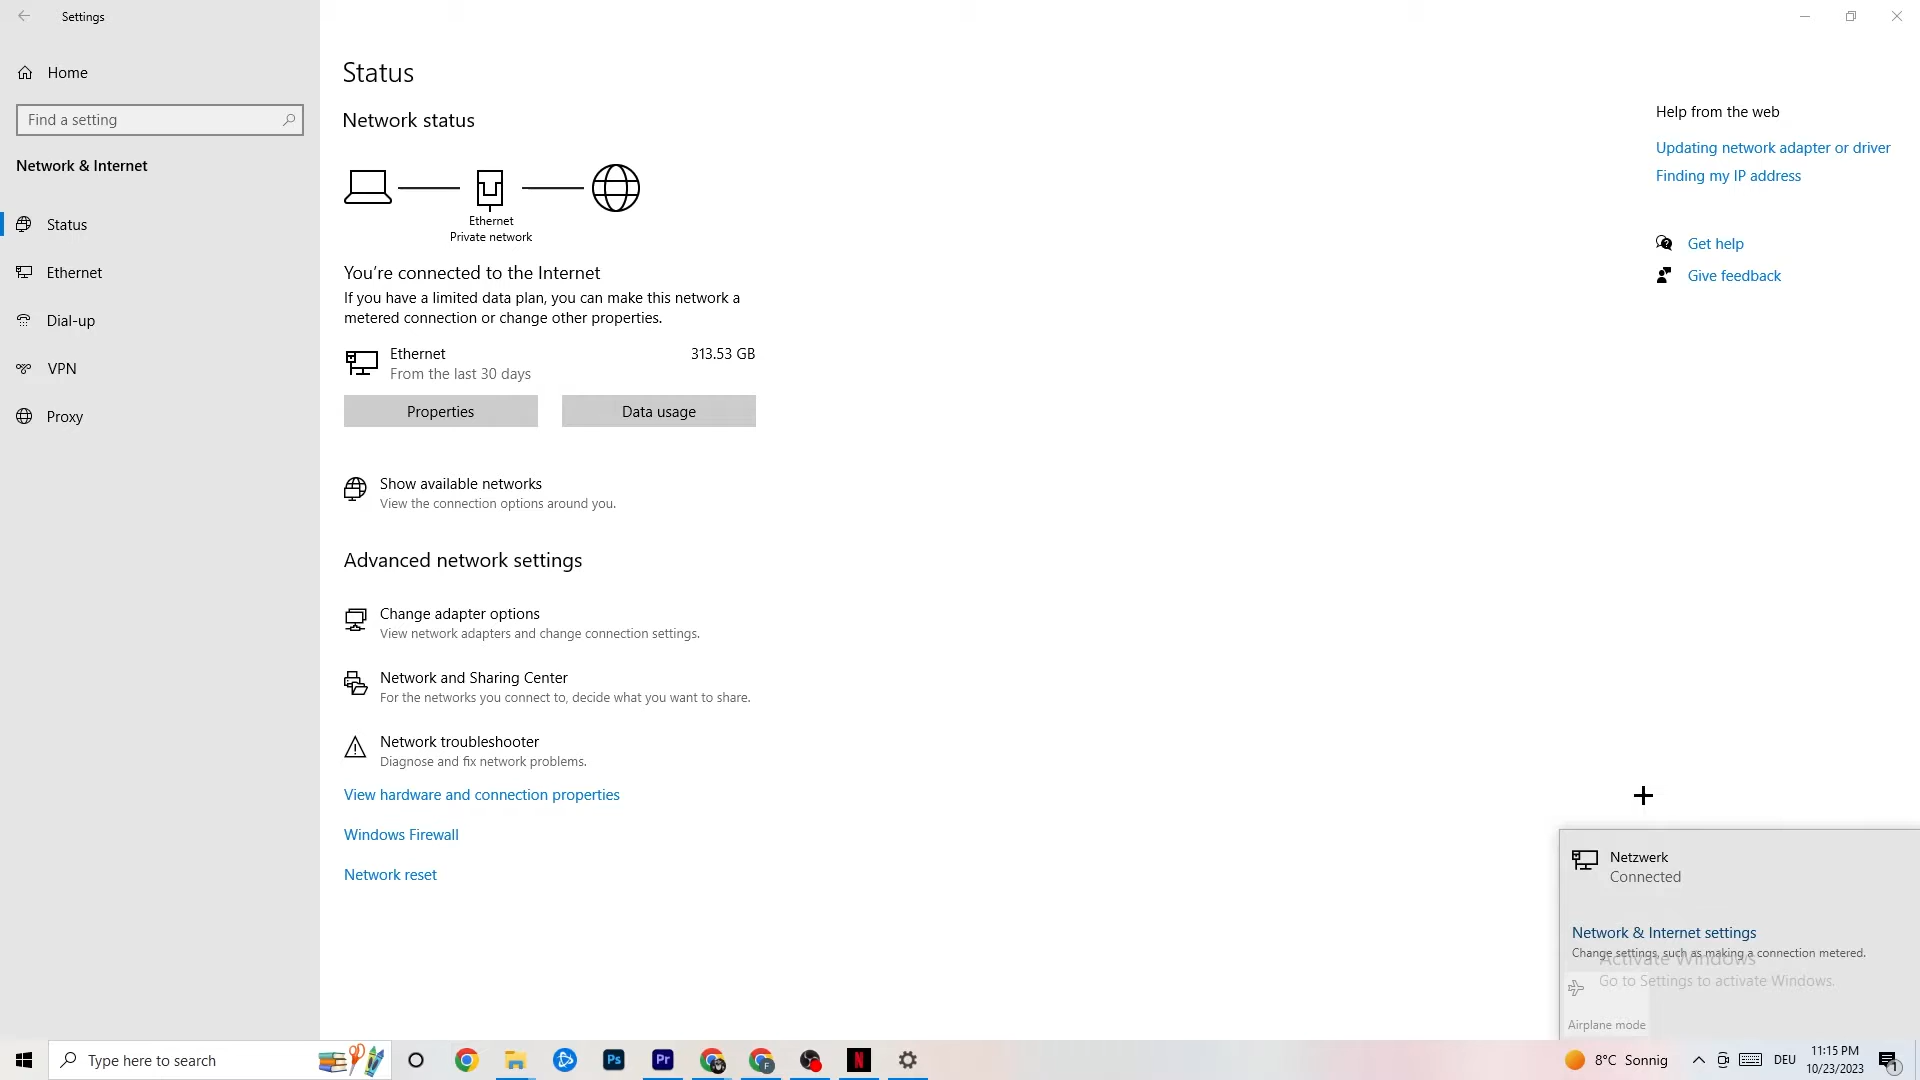 Settings
Home
Find a setting
Network & Internet
Status
Ethernet
Dial-up
VPN
Proxy
Status
Network status
Ethernet
Private network
You're connected to the Internet
If you have a limited data plan, you can make this network a
metered connection or change other properties.
Ethernet 313.53 GB
From the last 30 days
Properties Data usage
Show available networks
View the connection options around you.
Advanced network settings
Change adapter options
View network adapters and change connection settings.
Network and Sharing Center
For the networks you connect to, decide what you want to share.
Network troubleshooter
Diagnose and fix network problems.
View hardware and connection properties
Windows Firewall
Network reset
Help from the web
Updating network adapter or driver
Finding my IP address
Get help
Give feedback
Netzwerk
Connected
Network & Internet settings
Change settings, such as making a connection metered.
Activate Windows
Go to Settings to activate Windows.
Airplane mode
Type here to search
Ps
Pr
F
N
8°C Sonnig
DEU
11:15 PM
10/23/2023
1